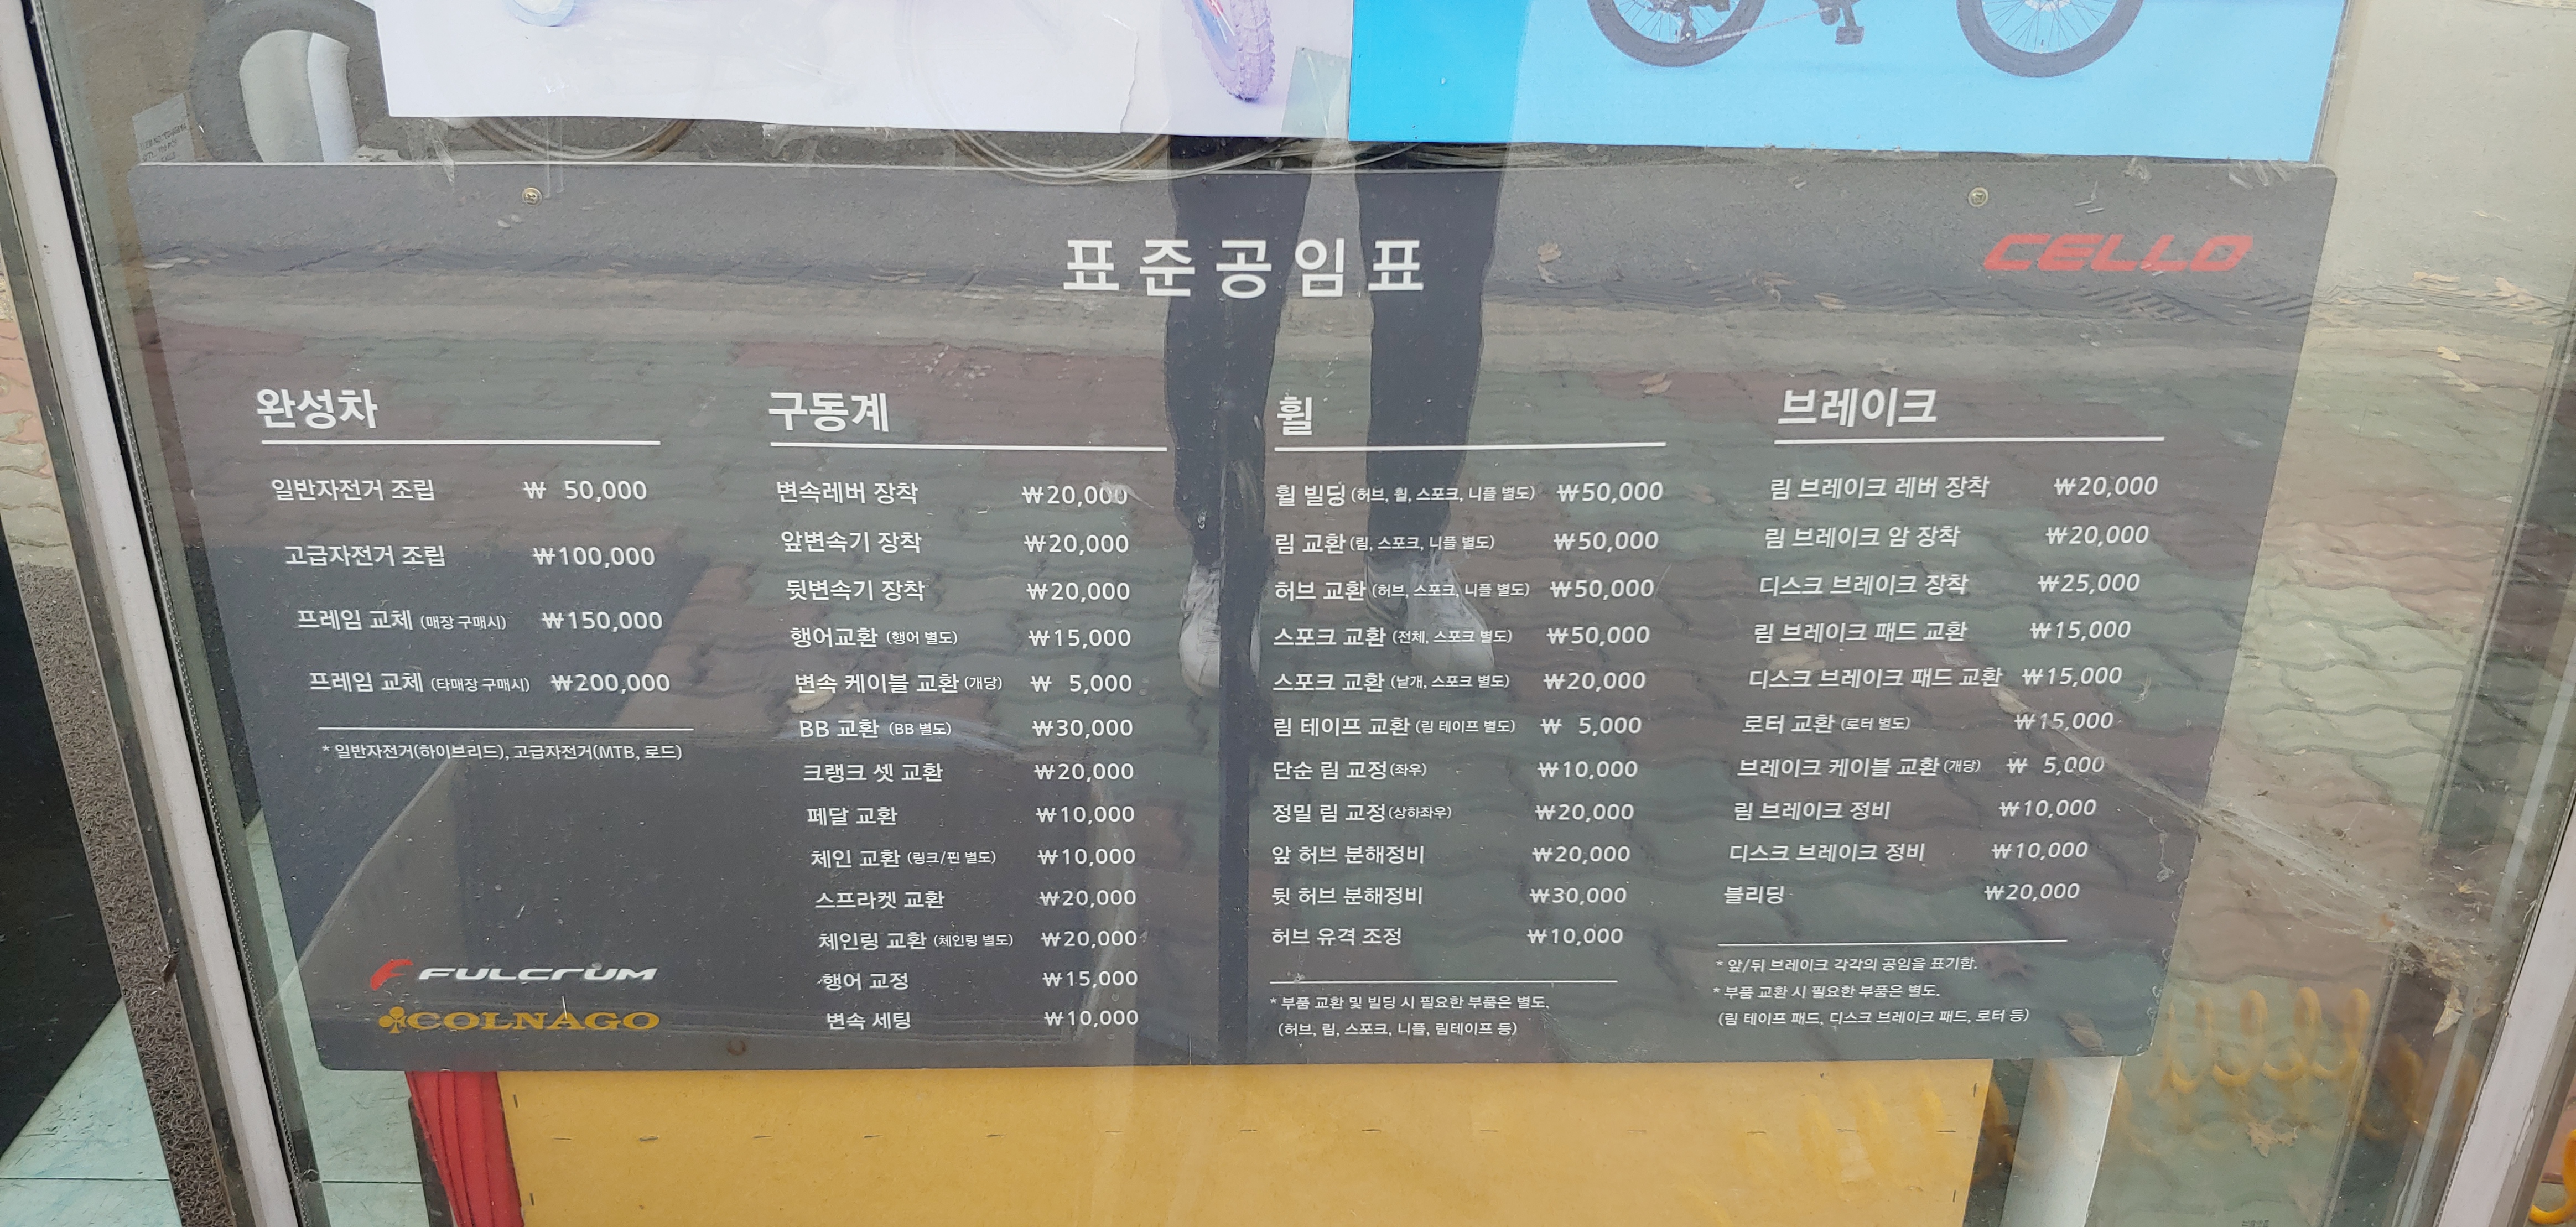 표준공임표
CELLO
완성차
일반자전거 조립 ₩ 50,000
고급자전거 조립 ₩100,000
프레임 교체 (매장 구매시) ₩150,000
프레임 교체 (타매장 구매시) ₩200,000
* 일반자전거(하이브리드), 고급자전거(MTB, 로드)
FULCRUM
COLNAGO
구동계
변속레버 장착 ₩20,000
앞변속기 장착 ₩20,000
뒷변속기 장착 ₩20,000
행어교환 (행어 별도) ₩15,000
변속 케이블 교환 (개당) ₩ 5,000
BB 교환 (BB 별도) ₩30,000
크랭크 셋 교환 ₩20,000
페달 교환 ₩10,000
체인 교환 (링크/핀 별도) ₩10,000
스프라켓 교환 ₩20,000
체인링 교환 (체인링 별도) ₩20,000
행어 교정 ₩15,000
변속 세팅 ₩10,000
휠
휠 빌딩 (허브, 휠, 스포크, 니플 별도) ₩50,000
림 교환 (림, 스포크, 니플 별도) ₩50,000
허브 교환 (허브, 스포크, 니플 별도) ₩50,000
스포크 교환 (전체, 스포크 별도) ₩50,000
스포크 교환 (낱개, 스포크 별도) ₩20,000
림 테이프 교환 (림 테이프 별도) ₩ 5,000
단순 림 교정(좌우) ₩10,000
정밀 림 교정(상하좌우) ₩20,000
앞 허브 분해정비 ₩20,000
뒷 허브 분해정비 ₩30,000
허브 유격 조정 ₩10,000
* 부품 교환 및 빌딩 시 필요한 부품은 별도.
(허브, 림, 스포크, 니플, 림테이프 등)
브레이크
림 브레이크 레버 장착 ₩20,000
림 브레이크 암 장착 ₩20,000
디스크 브레이크 장착 ₩25,000
림 브레이크 패드 교환 ₩15,000
디스크 브레이크 패드 교환 ₩15,000
로터 교환 (로터 별도) ₩15,000
브레이크 케이블 교환 (개당) ₩ 5,000
림 브레이크 정비 ₩10,000
디스크 브레이크 정비 ₩10,000
블리딩 ₩20,000
* 앞/뒤 브레이크 각각의 공임을 표기함.
* 부품 교환 시 필요한 부품은 별도.
(림 테이프 패드, 디스크 브레이크 패드, 로터 등)